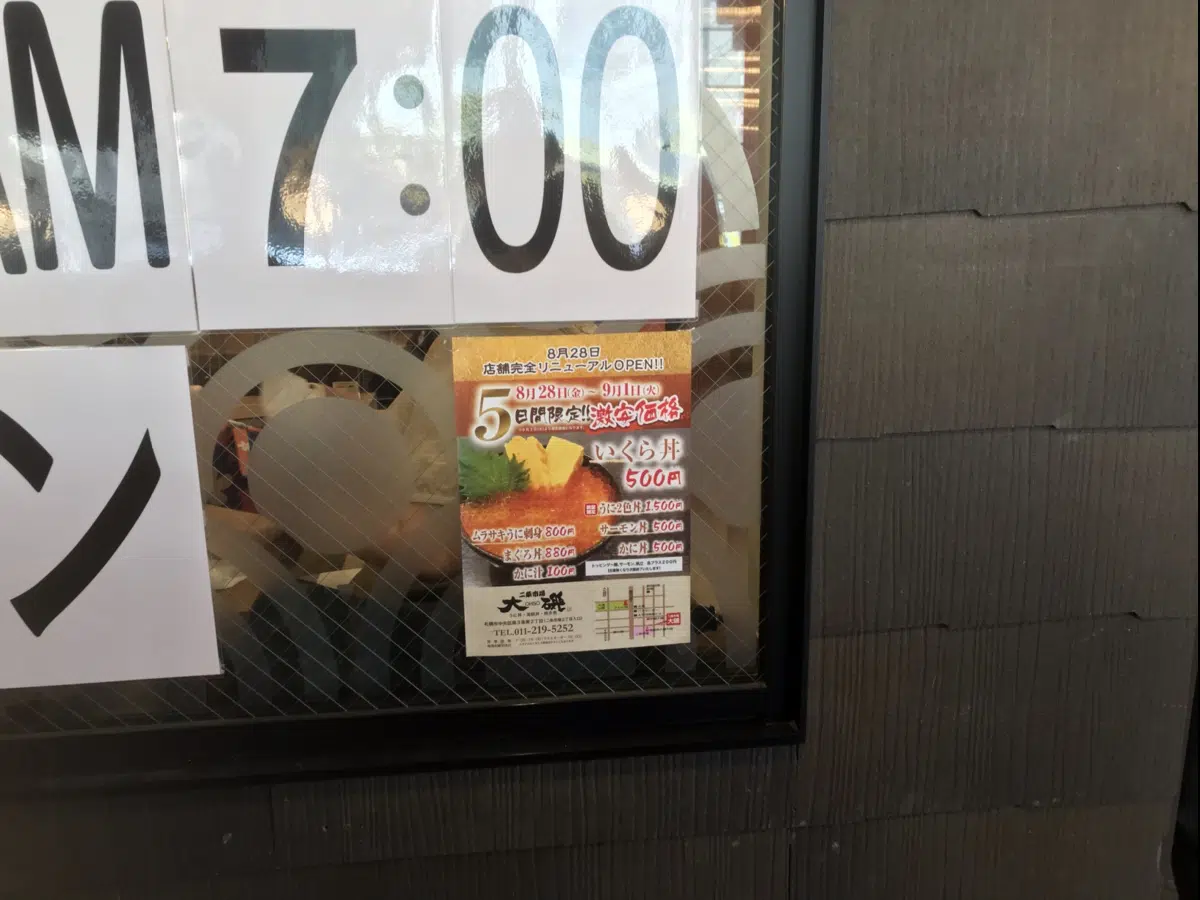 AM 7:00
ン
8月28日
店舗完全リニューアルOPEN!!
8月28日(金)～9月1日(火)
5日間限定!!激安価格
いくら丼
500円
うに2色丼 1,500円
ムラサキうに刺身 800円
サーモン丼 500円
まぐろ丼 880円
かに丼 500円
かに汁 100円
二条市場
大磯
OHISO
TEL.011-219-5252
大磯